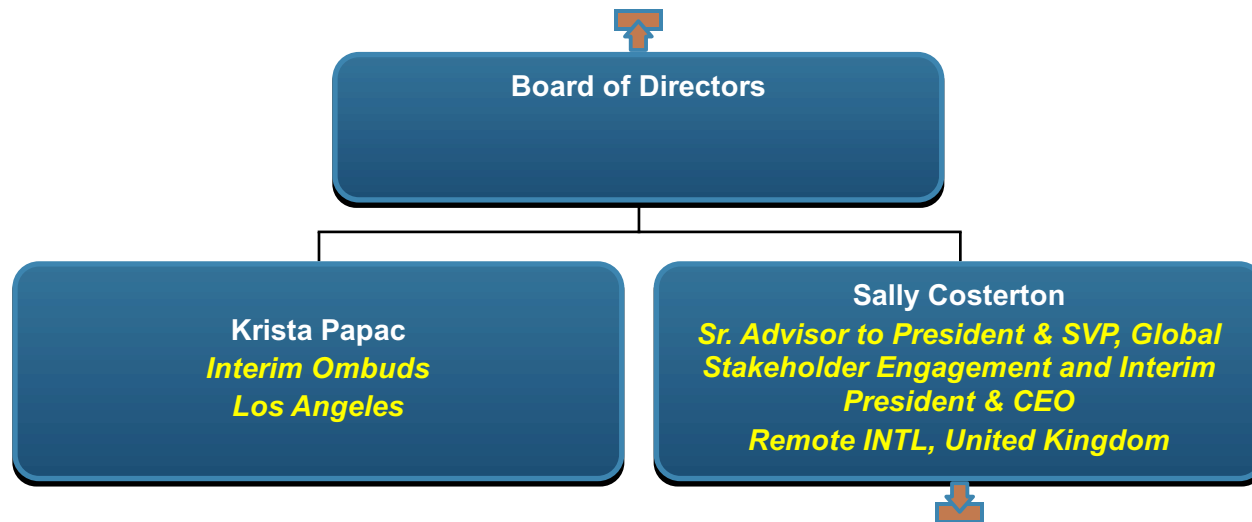 Board of Directors
Krista Papac
Interim Ombuds
Los Angeles
Sally Costerton
Sr. Advisor to President & SVP, Global
Stakeholder Engagement and Interim
President & CEO
Remote INTL, United Kingdom